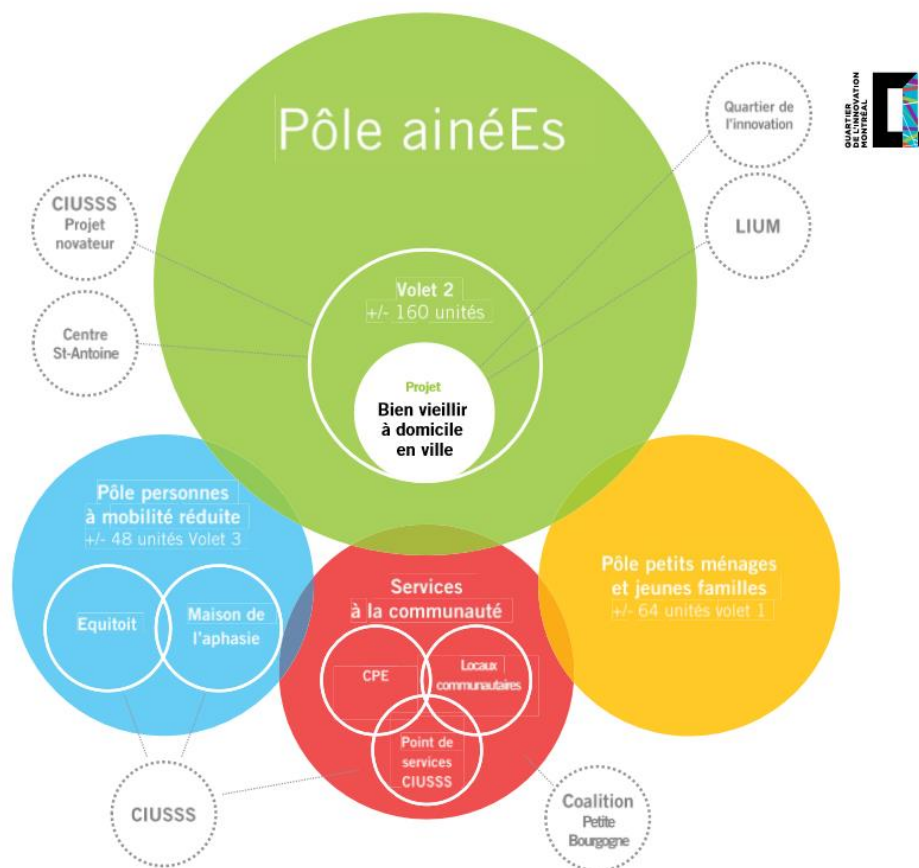 Pôle ainéEs
Quartier de
l'innovation
QUARTIER
DE L'INNOVATION
MONTRÉAL
CIUSSS
Projet
novateur
LIUM
Volet 2
+/- 160 unités
Centre
St-Antoine
Projet
Bien vieillir
à domicile
en ville
Pôle personnes
à mobilité réduite
+/- 48 unités Volet 3
Equitoit
Maison de
l'aphasie
Services
à la communauté
CPE
Locaux
communautaires
Point de
services
CIUSSS
Pôle petits ménages
et jeunes familles
+/- 64 unités volet 1
CIUSSS
Coalition
Petite
Bourgogne